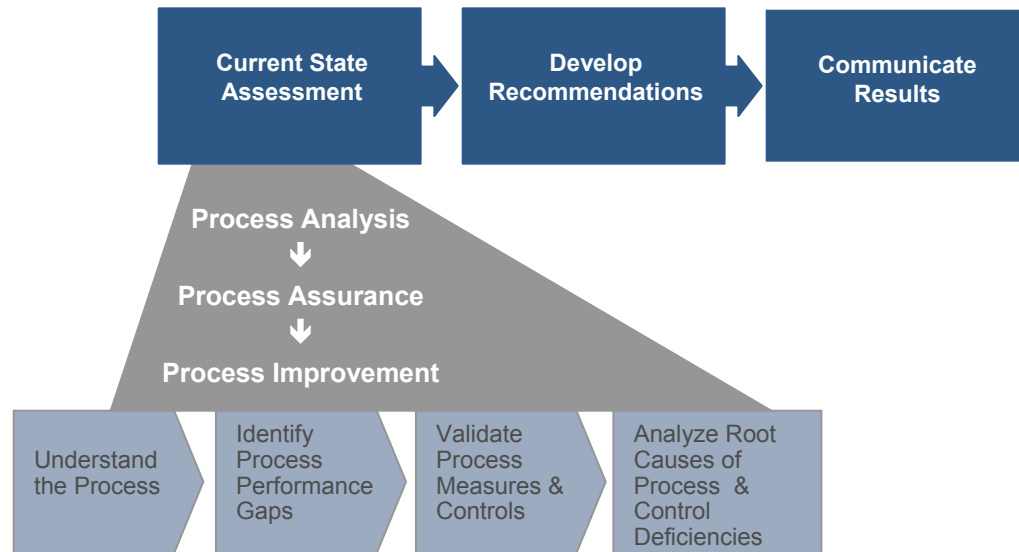 Current State
Assessment
Develop
Recommendations
Communicate
Results
Process Analysis
Process Assurance
Process Improvement
Understand
the Process
Identify
Process
Performance
Gaps
Validate
Process
Measures &
Controls
Analyze Root
Causes of
Process &
Control
Deficiencies